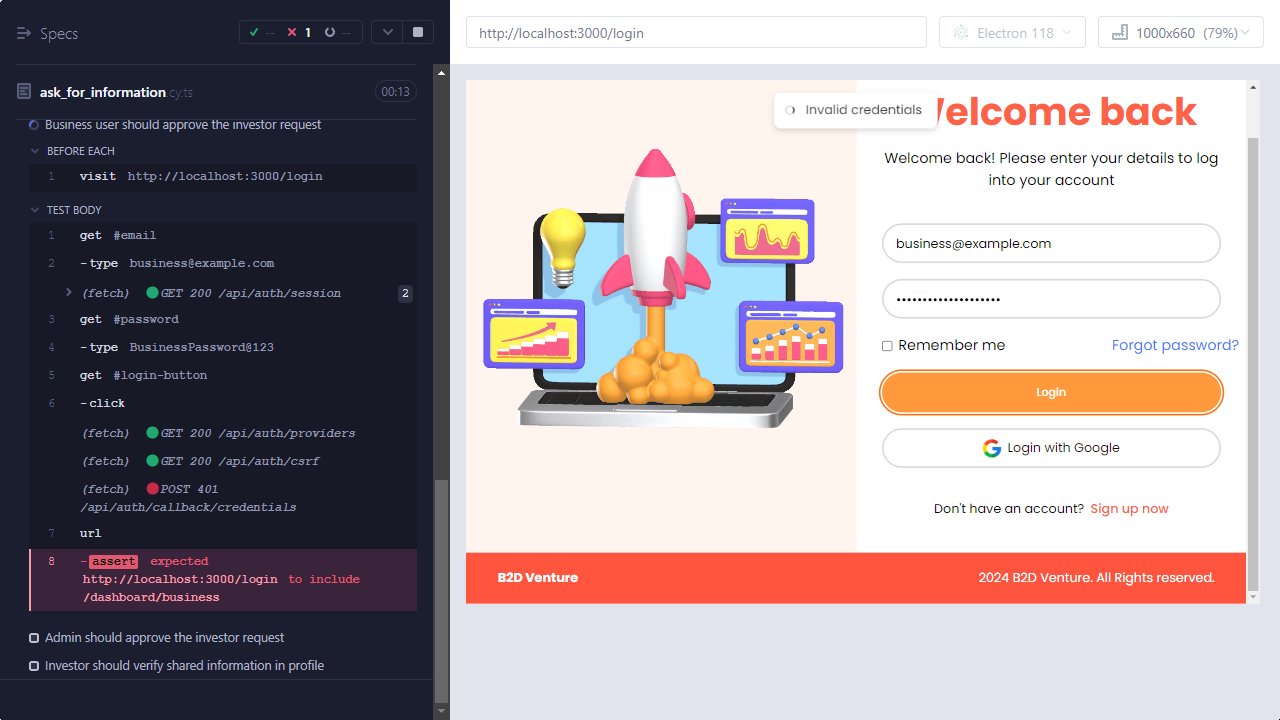 Specs
-- 1 --
ask_for_information.cy.ts 00:13
Business user should approve the investor request
BEFORE EACH
1 visit http://localhost:3000/login
TEST BODY
1 get #email
2 -type business@example.com
(fetch) GET 200 /api/auth/session 2
3 get #password
4 -type BusinessPassword@123
5 get #login-button
6 -click
(fetch) GET 200 /api/auth/providers
(fetch) GET 200 /api/auth/csrf
(fetch) POST 401
/api/auth/callback/credentials
7 url
8 -assert expected
http://localhost:3000/login to include
/dashboard/business
Admin should approve the investor request
Investor should verify shared information in profile
http://localhost:3000/login
Electron 118
1000x660 (79%)
Invalid credentials
Welcome back
Welcome back! Please enter your details to log
into your account
business@example.com
••••••••••••••••••••
Remember me Forgot password?
Login
Login with Google
Don't have an account? Sign up now
B2D Venture
2024 B2D Venture. All Rights reserved.